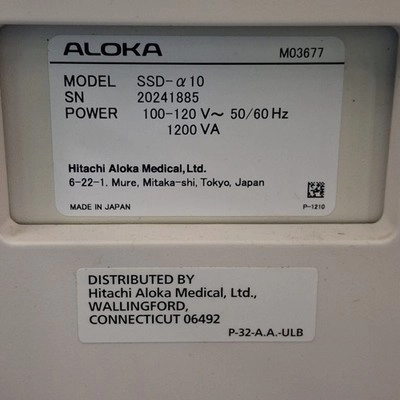 ALOKA M03677
MODEL SSD-α10
SN 20241885
POWER 100-120 V～ 50/60 Hz
1200 VA
Hitachi Aloka Medical,Ltd.
6-22-1. Mure, Mitaka-shi, Tokyo, Japan
MADE IN JAPAN P-1210
DISTRIBUTED BY
Hitachi Aloka Medical, Ltd.,
WALLINGFORD,
CONNECTICUT 06492
P-32-A.A.-ULB